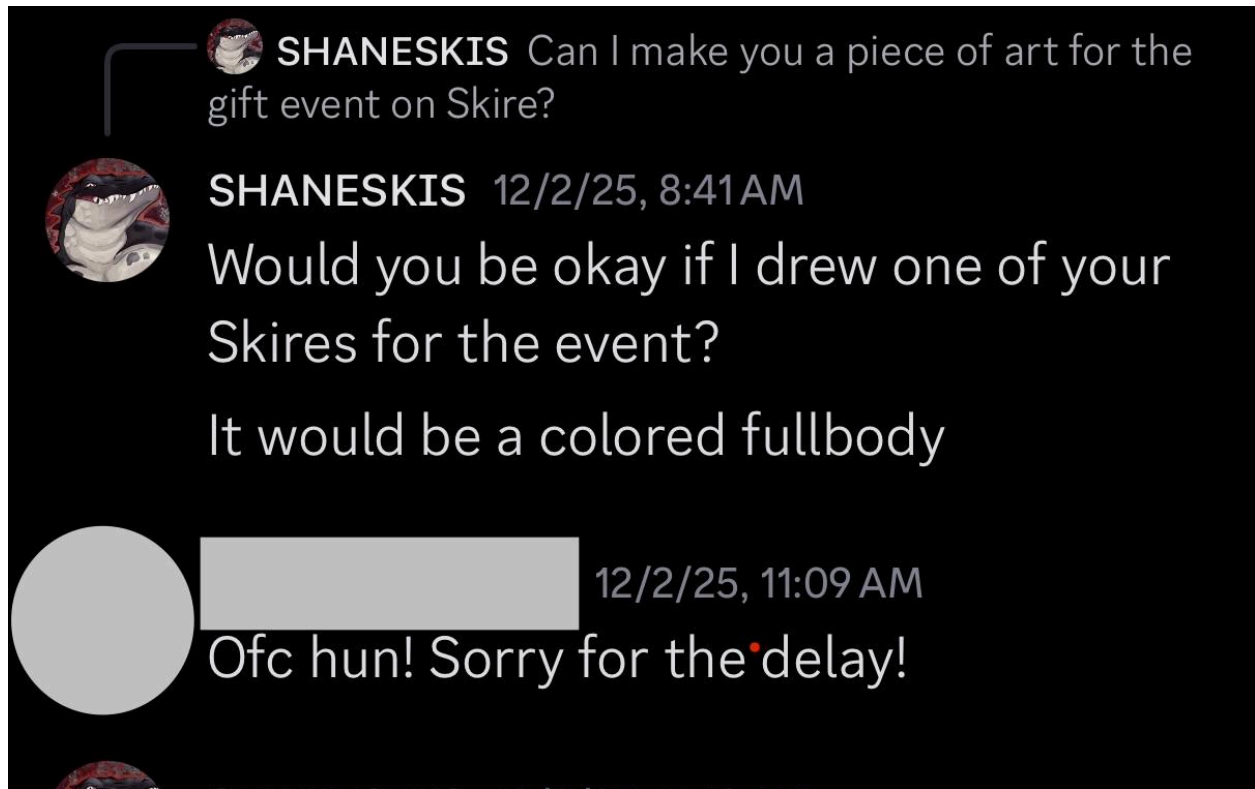 SHANESKIS Can I make you a piece of art for the
gift event on Skire?
SHANESKIS 12/2/25, 8:41 AM
Would you be okay if I drew one of your
Skires for the event?
It would be a colored fullbody
12/2/25, 11:09 AM
Ofc hun! Sorry for the delay!